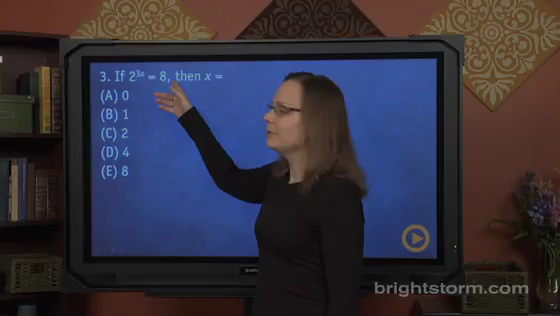 3. If 2³ˣ = 8, then x =
(A) 0
(B) 1
(C) 2
(D) 4
(E) 8
brightstorm.com